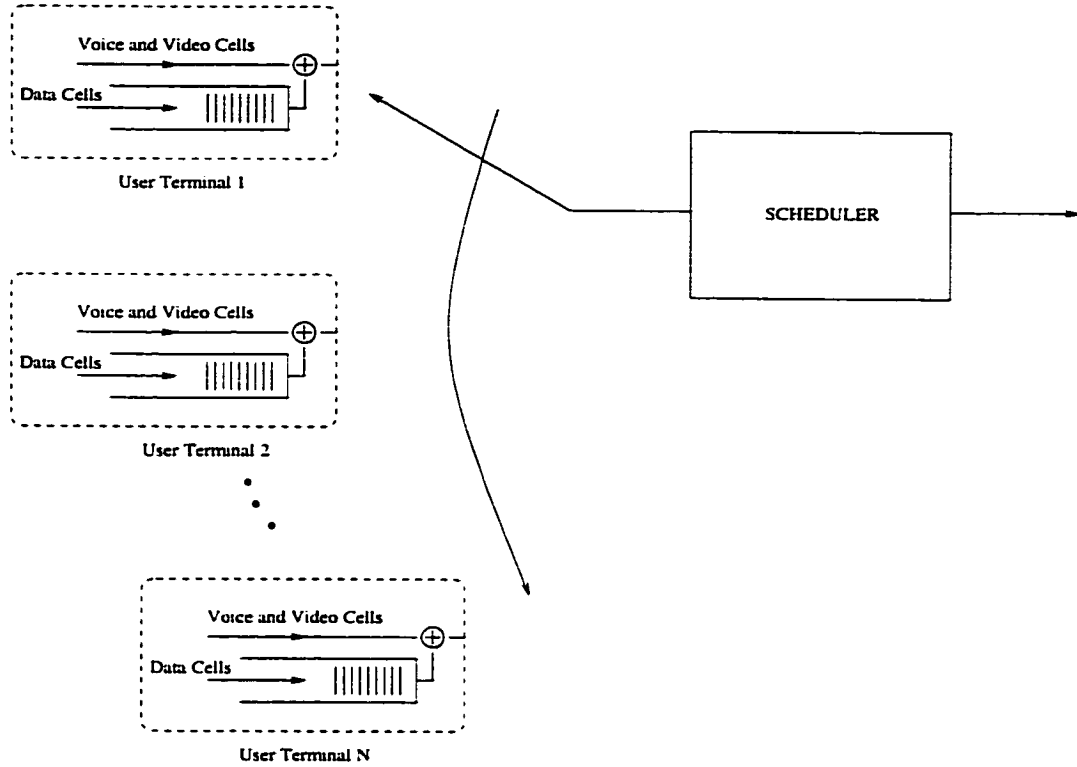 Voice and Video Cells
Data Cells
User Terminal 1
SCHEDULER
Voice and Video Cells
Data Cells
User Terminal 2
Voice and Video Cells
Data Cells
User Terminal N